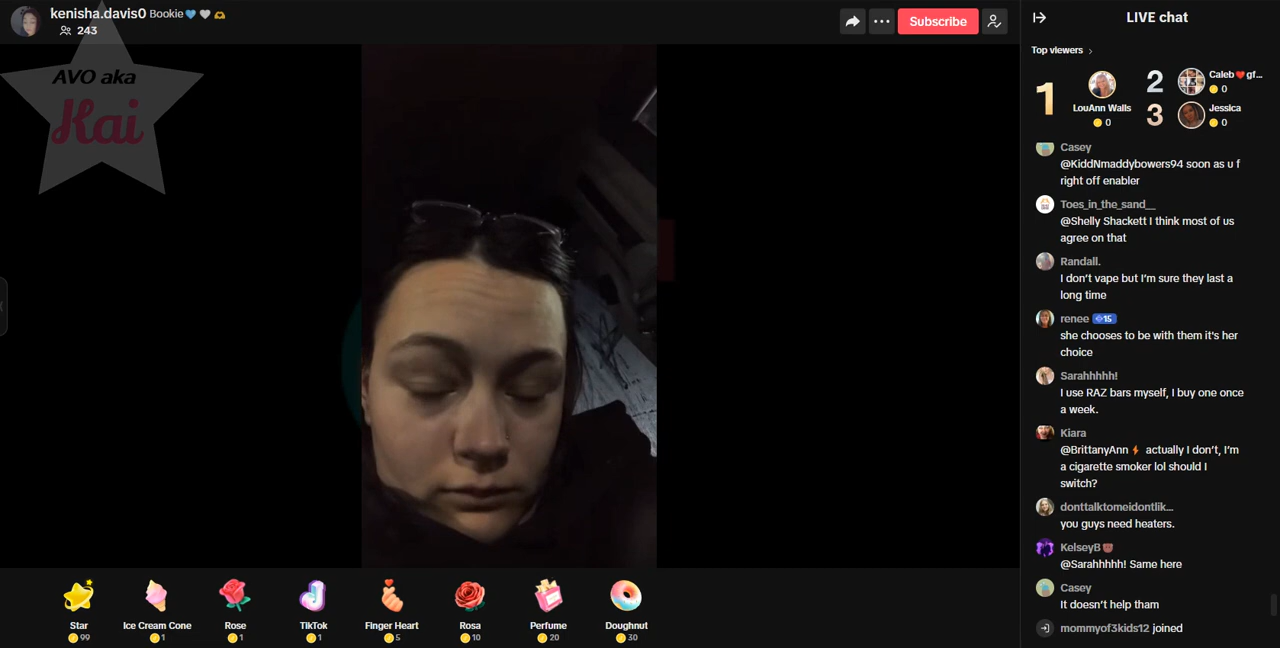 kenisha.davis0 Bookie💙🤍🫶
243
Subscribe
AVO aka
Kai
LIVE chat
Top viewers
1
LouAnn Walls
0
2
Caleb❤️gf...
0
3
Jessica
0
Casey
@KiddNmaddybowers94 soon as u f
right off enabler
Toes_in_the_sand__
@Shelly Shackett I think most of us
agree on that
Randall.
I don't vape but I'm sure they last a
long time
renee 15
she chooses to be with them it's her
choice
Sarahhhhh!
I use RAZ bars myself, I buy one once
a week.
Kiara
@BrittanyAnn⚡ actually I don't, I'm
a cigarette smoker lol should I
switch?
donttalktomeidontlik...
you guys need heaters.
KelseyB🐻
@Sarahhhhh! Same here
Casey
It doesn't help tham
mommyof3kids12 joined
Star
99
Ice Cream Cone
1
Rose
1
TikTok
1
Finger Heart
5
Rosa
10
Perfume
20
Doughnut
30